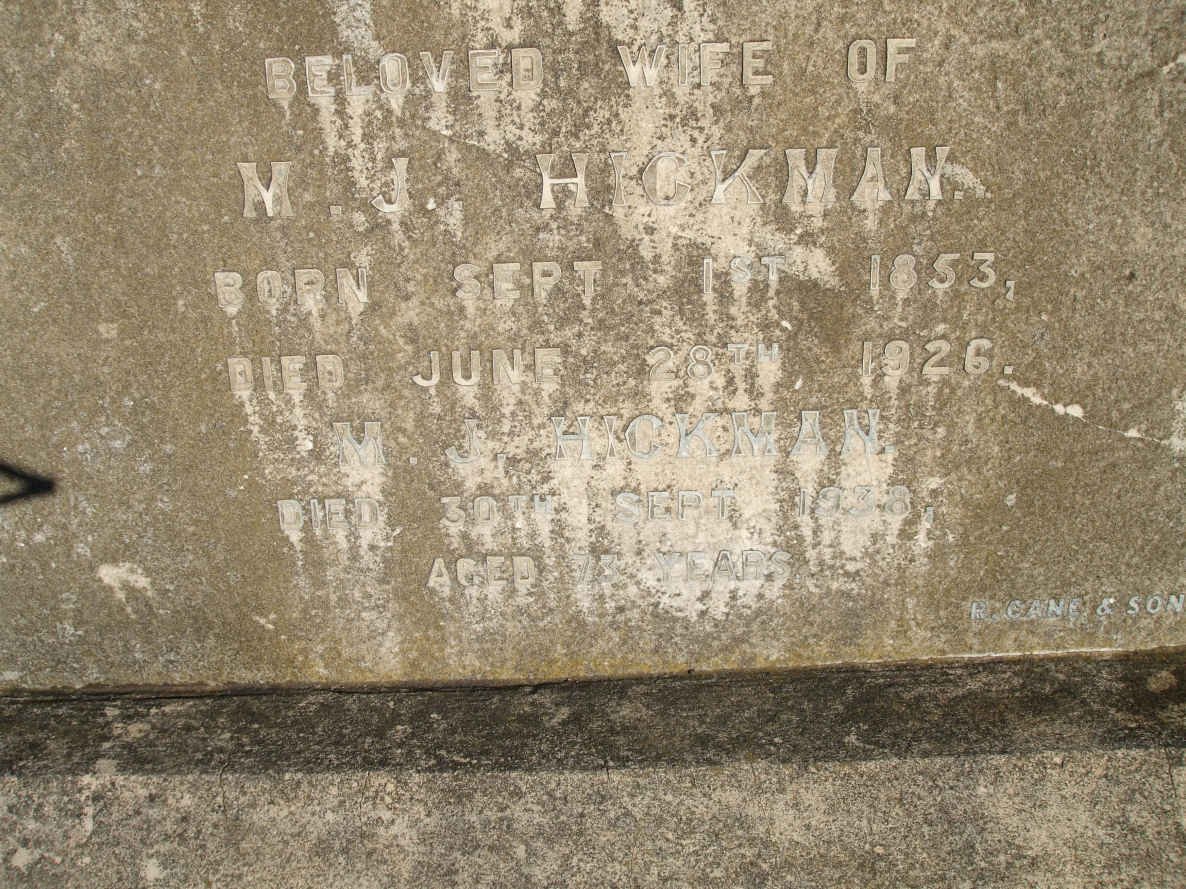 BELOVED WIFE OF
M. J. HICKMAN.
BORN SEPT 1ST 1853,
DIED JUNE 28TH 1926.
M. J. HICKMAN.
DIED 30TH SEPT 1938,
AGED 73 YEARS.
R. GANE, & SON